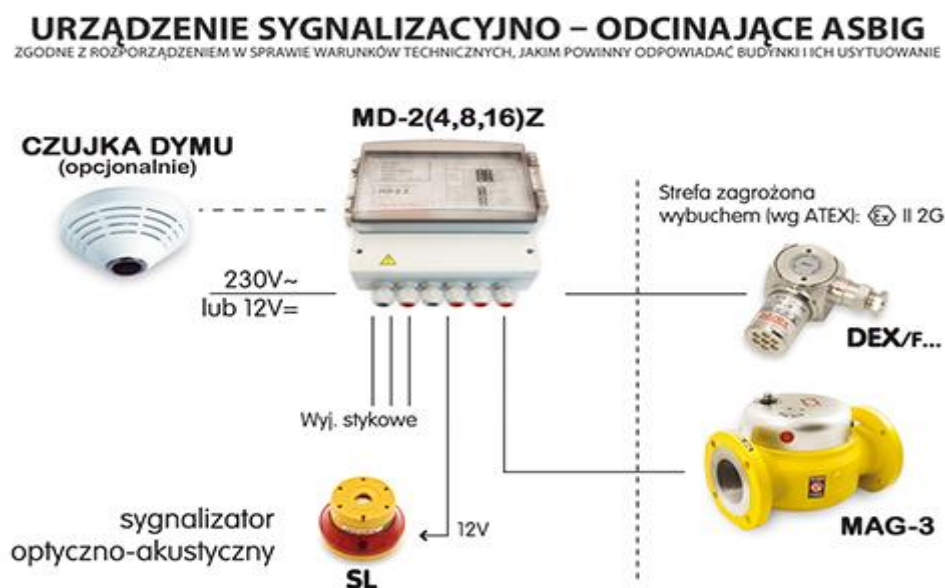 URZĄDZENIE SYGNALIZACYJNO – ODCINAJĄCE ASBIG
ZGODNE Z ROZPORZĄDZENIEM W SPRAWIE WARUNKÓW TECHNICZNYCH, JAKIM POWINNY ODPOWIADAĆ BUDYNKI I ICH USYTUOWANIE
MD-2(4,8,16)Z
CZUJKA DYMU
(opcjonalnie)
Strefa zagrożona
wybuchem (wg ATEX): Ex II 2G
230V~
lub 12V=
DEX/F...
Wyj. stykowe
12V
sygnalizator
optyczno-akustyczny
SL
MAG-3